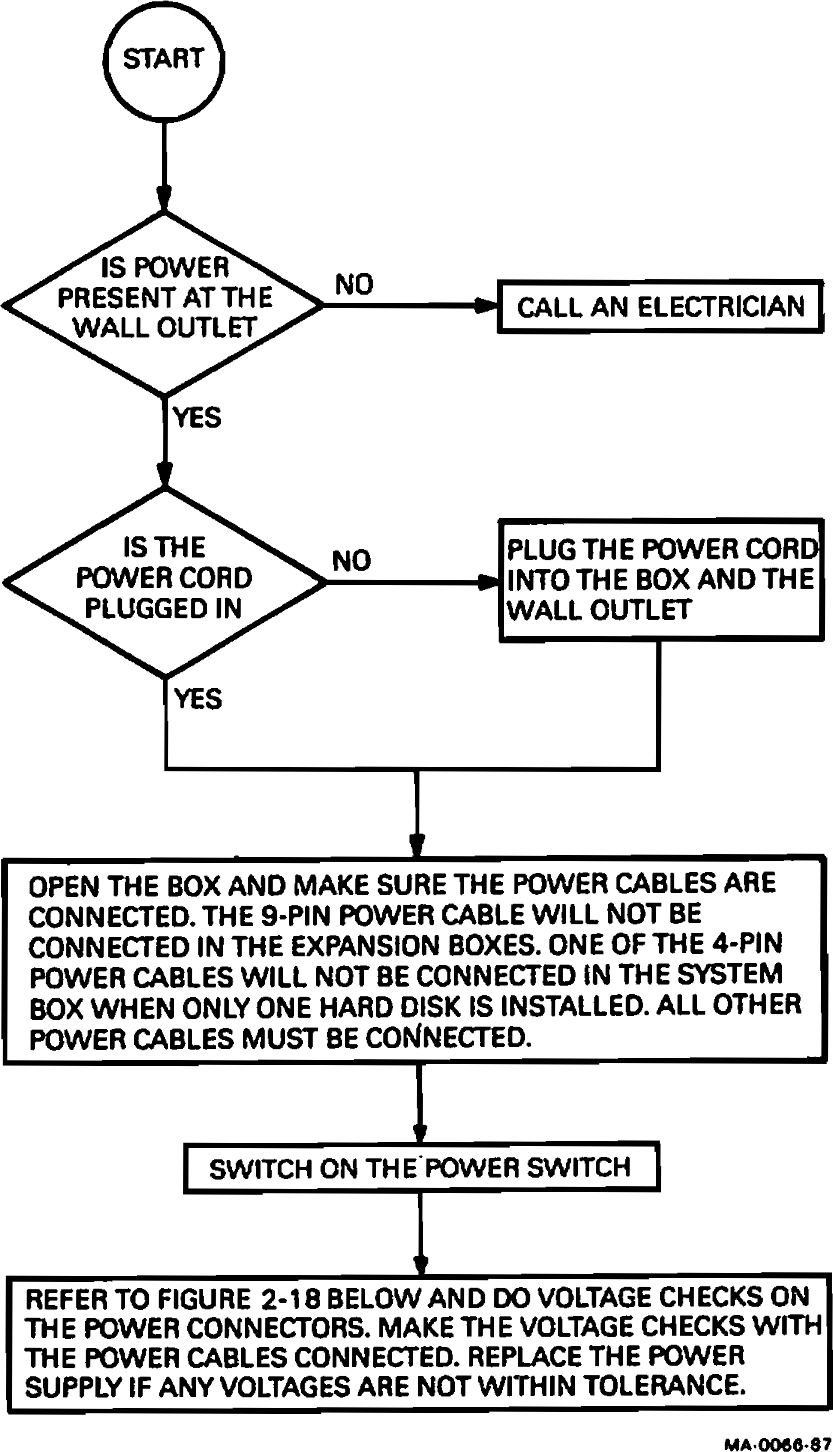 START
IS POWER
PRESENT AT THE
WALL OUTLET
NO
CALL AN ELECTRICIAN
YES
IS THE
POWER CORD
PLUGGED IN
NO
PLUG THE POWER CORD
INTO THE BOX AND THE
WALL OUTLET
YES
OPEN THE BOX AND MAKE SURE THE POWER CABLES ARE
CONNECTED. THE 9-PIN POWER CABLE WILL NOT BE
CONNECTED IN THE EXPANSION BOXES. ONE OF THE 4-PIN
POWER CABLES WILL NOT BE CONNECTED IN THE SYSTEM
BOX WHEN ONLY ONE HARD DISK IS INSTALLED. ALL OTHER
POWER CABLES MUST BE CONNECTED.
SWITCH ON THE POWER SWITCH
REFER TO FIGURE 2-18 BELOW AND DO VOLTAGE CHECKS ON
THE POWER CONNECTORS. MAKE THE VOLTAGE CHECKS WITH
THE POWER CABLES CONNECTED. REPLACE THE POWER
SUPPLY IF ANY VOLTAGES ARE NOT WITHIN TOLERANCE.
MA-0066-87